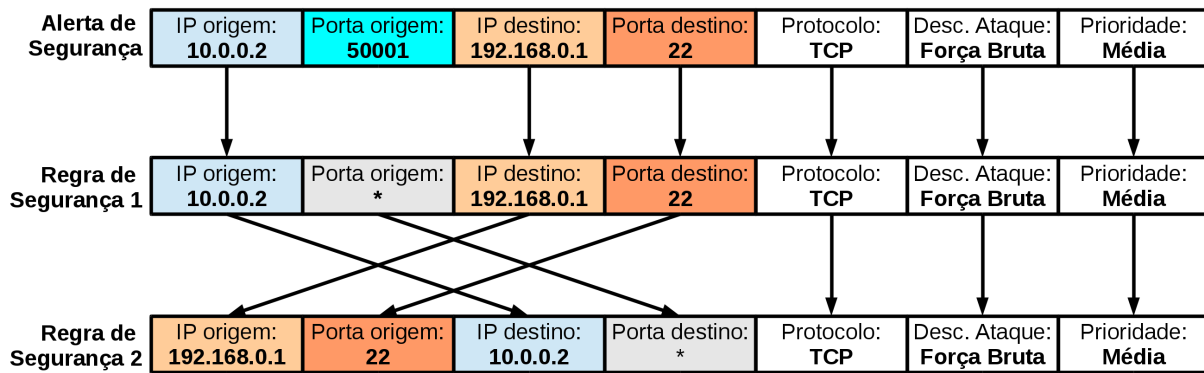 Alerta de
Segurança
IP origem:
10.0.0.2
Porta origem:
50001
IP destino:
192.168.0.1
Porta destino:
22
Protocolo:
TCP
Desc. Ataque:
Força Bruta
Prioridade:
Média
Regra de
Segurança 1
IP origem:
10.0.0.2
Porta origem:
*
IP destino:
192.168.0.1
Porta destino:
22
Protocolo:
TCP
Desc. Ataque:
Força Bruta
Prioridade:
Média
Regra de
Segurança 2
IP origem:
192.168.0.1
Porta origem:
22
IP destino:
10.0.0.2
Porta destino:
*
Protocolo:
TCP
Desc. Ataque:
Força Bruta
Prioridade:
Média